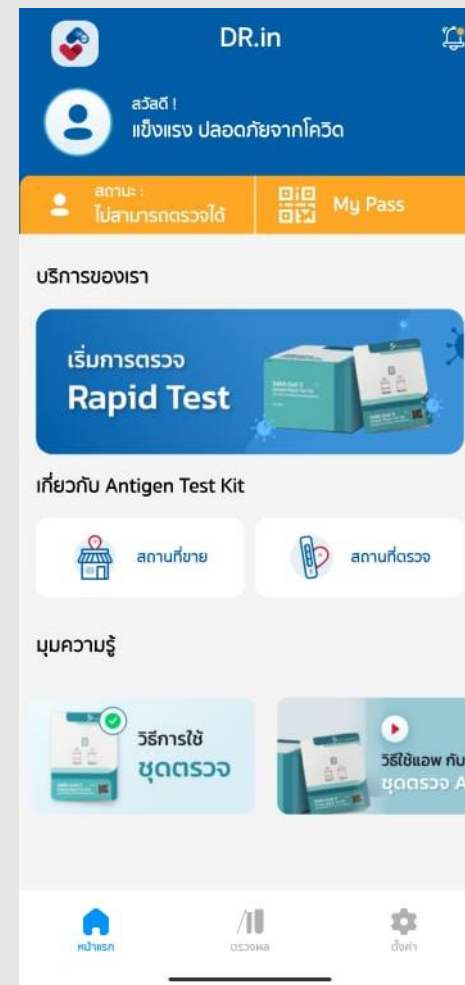 DR.in
สวัสดี !
แข็งแรง ปลอดภัยจากโควิด
สถานะ :
ไม่สามารถตรวจได้
My Pass
บริการของเรา
เริ่มการตรวจ
Rapid Test
เกี่ยวกับ Antigen Test Kit
สถานที่ขาย
สถานที่ตรวจ
มุมความรู้
วิธีการใช้
ชุดตรวจ
วิธีใช้แอพ กับ
ชุดตรวจ A
หน้าแรก
ตรวจผล
ตั้งค่า